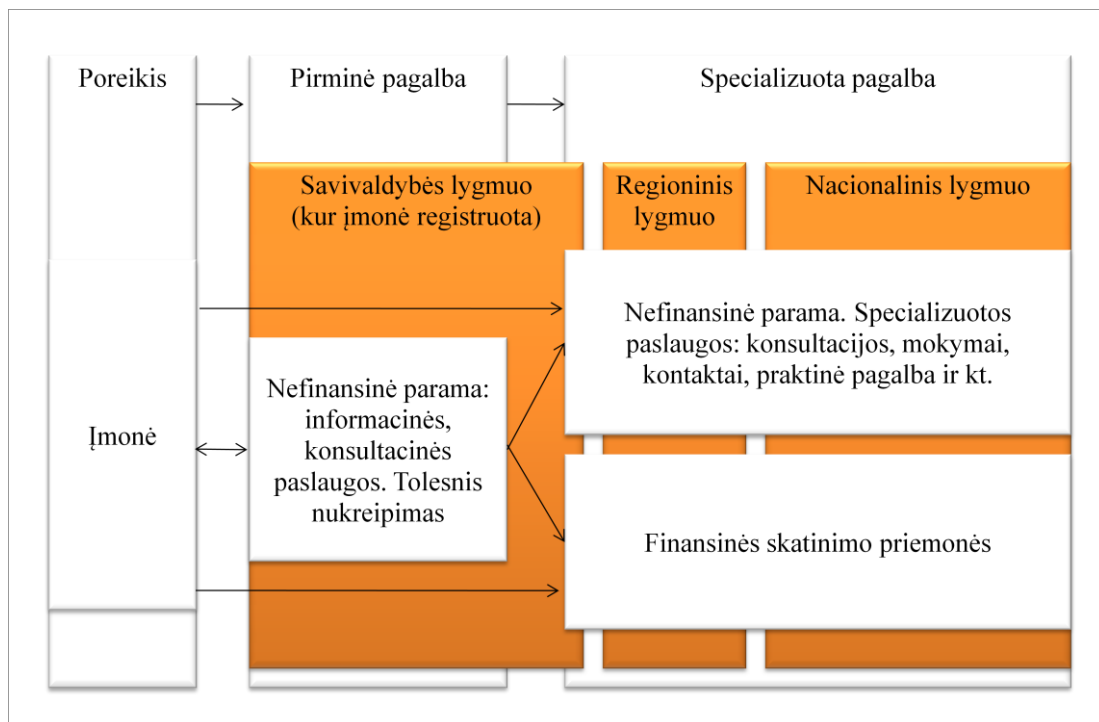 Poreikis
Pirminė pagalba
Specializuota pagalba
Savivaldybės lygmuo
(kur įmonė registruota)
Regioninis
lygmuo
Nacionalinis lygmuo
Įmonė
Nefinansinė parama:
informacinės,
konsultacinės
paslaugos. Tolesnis
nukreipimas
Nefinansinė parama. Specializuotos
paslaugos: konsultacijos, mokymai,
kontaktai, praktinė pagalba ir kt.
Finansinės skatinimo priemonės